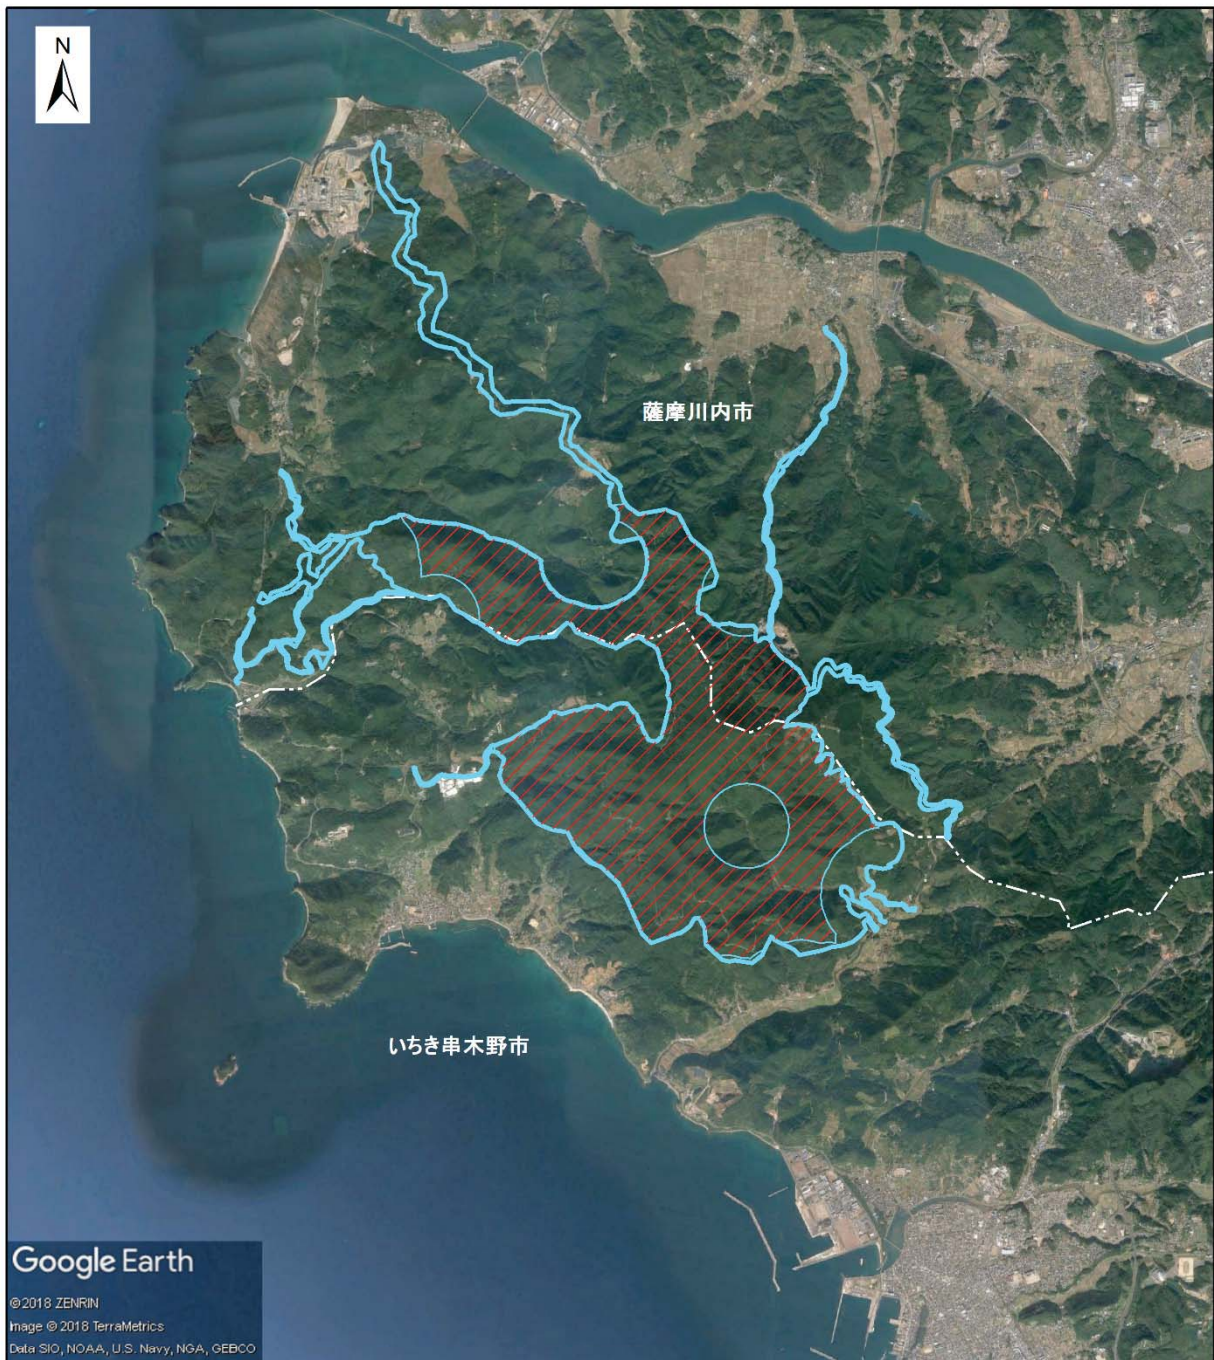 N
薩摩川内市
いちき串木野市
Google Earth
©2018 ZENRIN
Image © 2018 TerraMetrics
Data SIO, NOAA, U.S. Navy, NGA, GEBCO